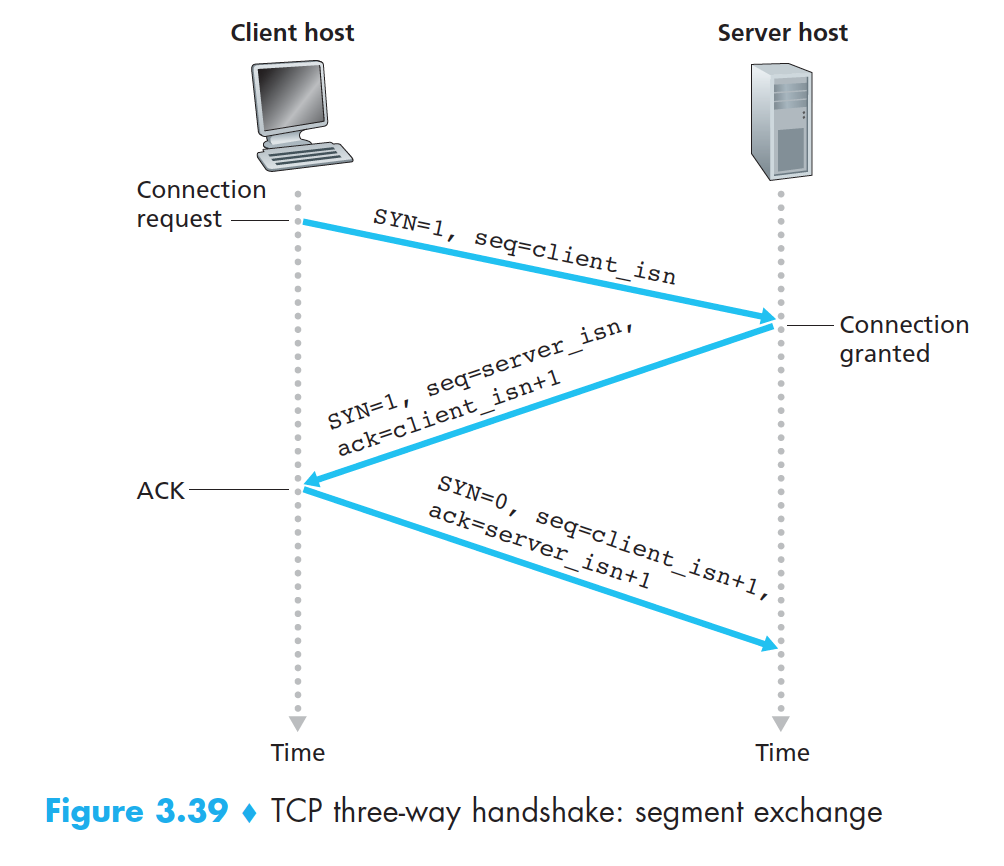 Client host
Server host
Connection
request
SYN=1, seq=client_isn
Connection
granted
SYN=1, seq=server_isn,
ack=client_isn+1
ACK
SYN=0, seq=client_isn+1,
ack=server_isn+1
Time
Time
Figure 3.39 ♦ TCP three-way handshake: segment exchange